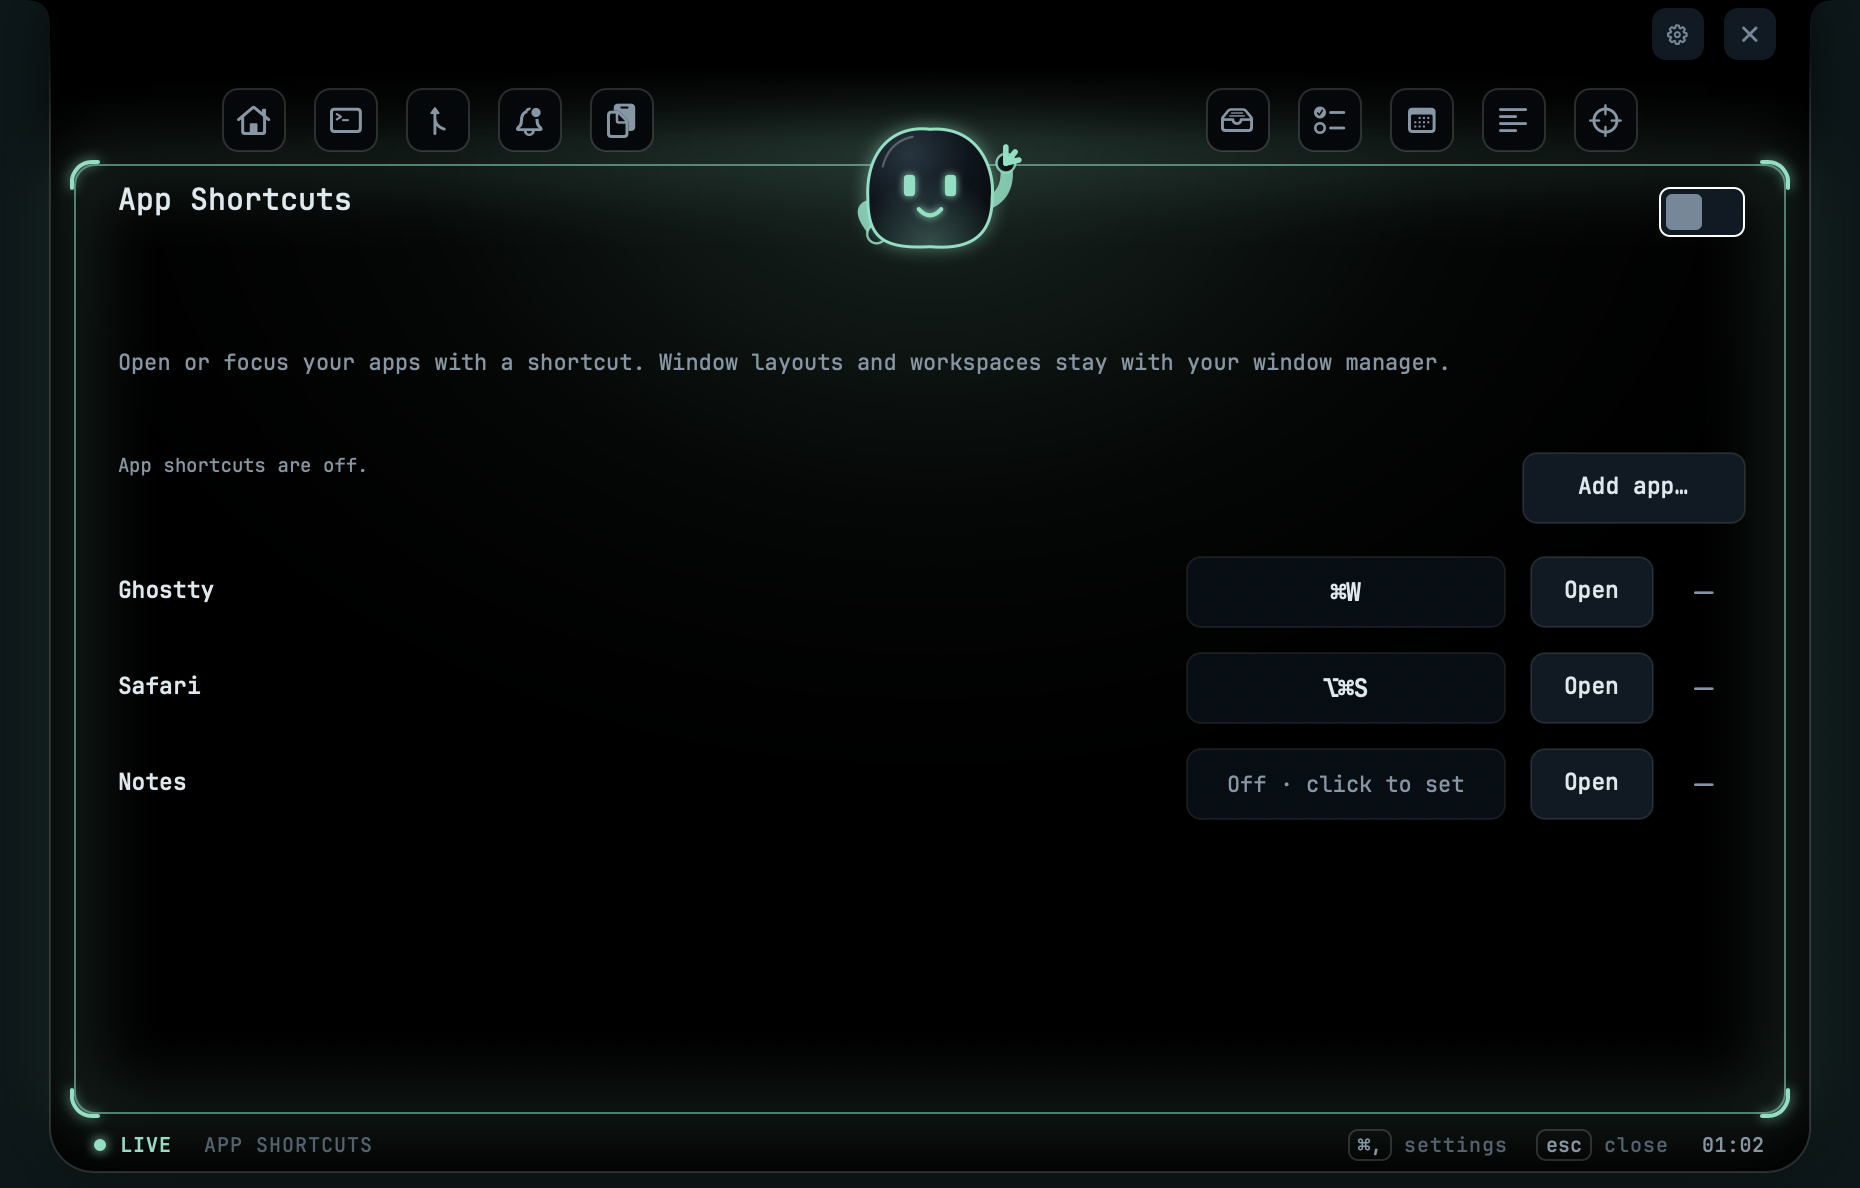 App Shortcuts
Open or focus your apps with a shortcut. Window layouts and workspaces stay with your window manager.
App shortcuts are off.
Add app…
Ghostty ⌘W Open —
Safari ⌥⌘S Open —
Notes Off · click to set Open —
LIVE APP SHORTCUTS ⌘, settings esc close 01:02